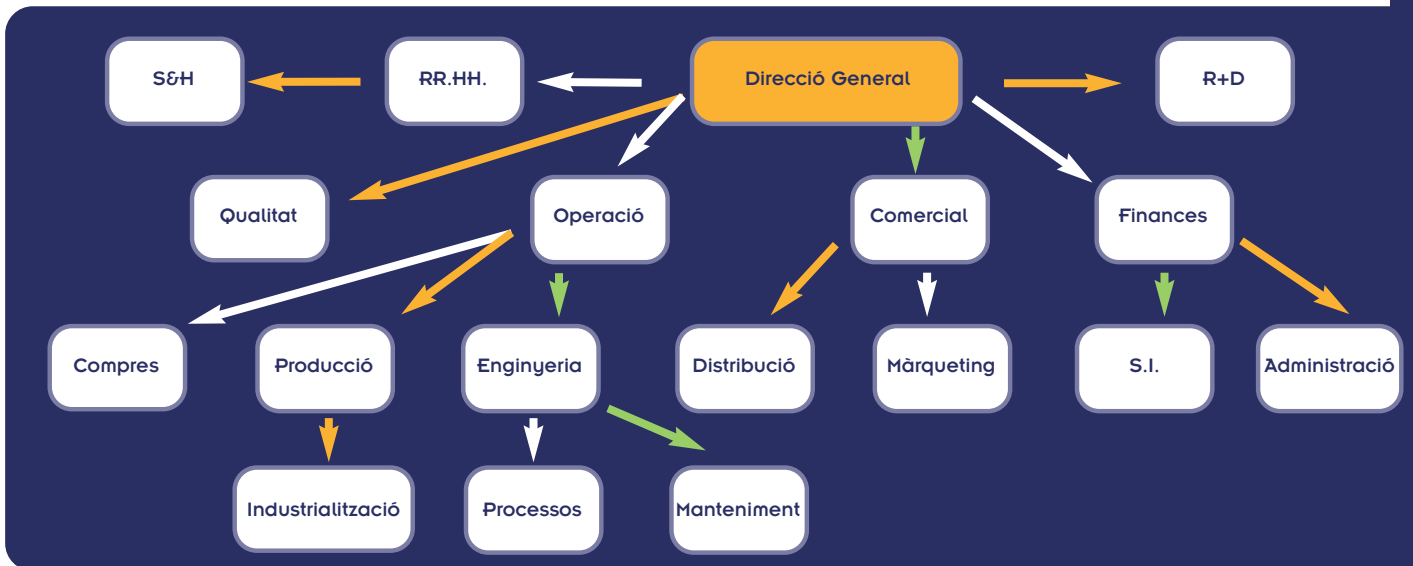 S&H
RR.HH.
Direcció General
R+D
Qualitat
Operació
Comercial
Finances
Compres
Producció
Enginyeria
Distribució
Màrqueting
S.I.
Administració
Industrialització
Processos
Manteniment